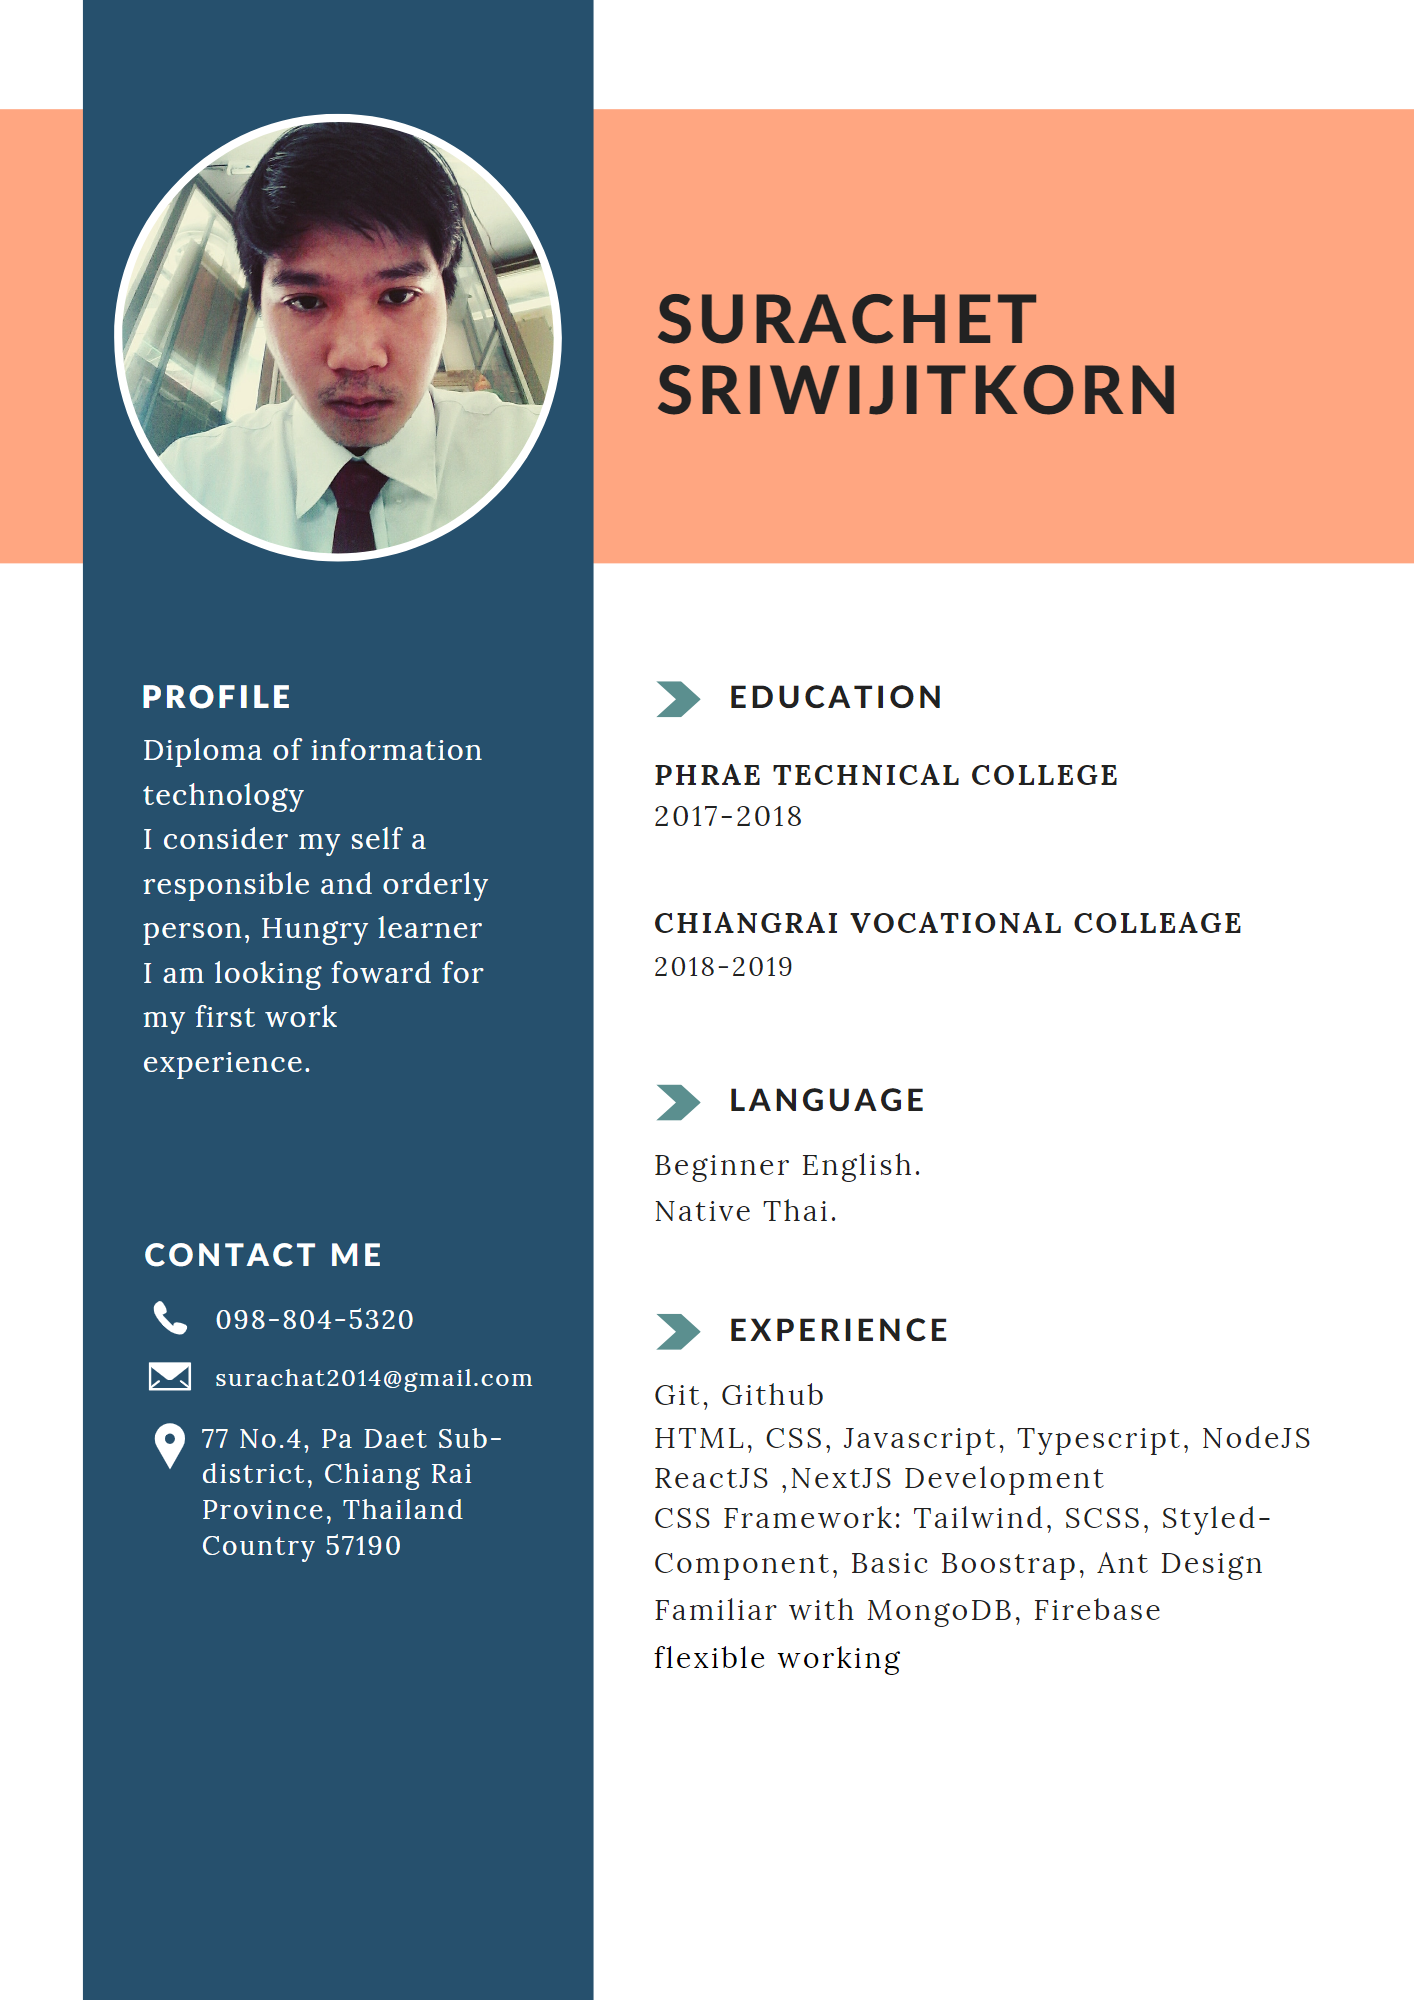 SURACHET
SRIWIJITKORN
PROFILE
Diploma of information
technology
I consider my self a
responsible and orderly
person, Hungry learner
I am looking foward for
my first work
experience.
CONTACT ME
098-804-5320
surachat2014@gmail.com
77 No.4, Pa Daet Sub-
district, Chiang Rai
Province, Thailand
Country 57190
EDUCATION
PHRAE TECHNICAL COLLEGE
2017-2018
CHIANGRAI VOCATIONAL COLLEAGE
2018-2019
LANGUAGE
Beginner English.
Native Thai.
EXPERIENCE
Git, Github
HTML, CSS, Javascript, Typescript, NodeJS
ReactJS ,NextJS Development
CSS Framework: Tailwind, SCSS, Styled-
Component, Basic Boostrap, Ant Design
Familiar with MongoDB, Firebase
flexible working